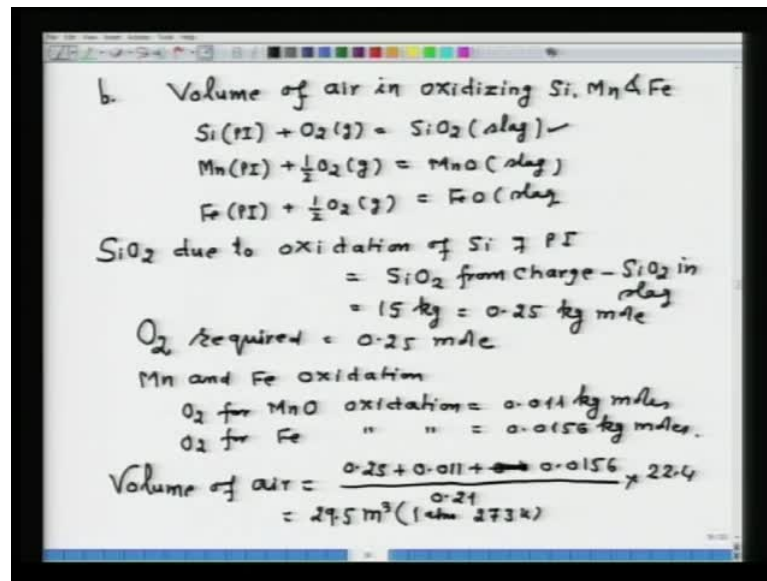 b. Volume of air in oxidizing Si, Mn & Fe
Si(PI) + O2(g) = SiO2(slag)
Mn(PI) + 1/2 O2(g) = MnO(slag)
Fe(PI) + 1/2 O2(g) = FeO(slag
SiO2 due to oxidation of Si of PI
= SiO2 from charge - SiO2 in slag
= 15 kg = 0.25 kg mole
O2 required = 0.25 mole
Mn and Fe oxidation
O2 for MnO oxidation = 0.011 kg moles
O2 for Fe " " = 0.0156 kg moles.
Volume of air = (0.25 + 0.011 + 0.0156)/0.21 × 22.4
= 29.5 m³ (1 atm 273 K)